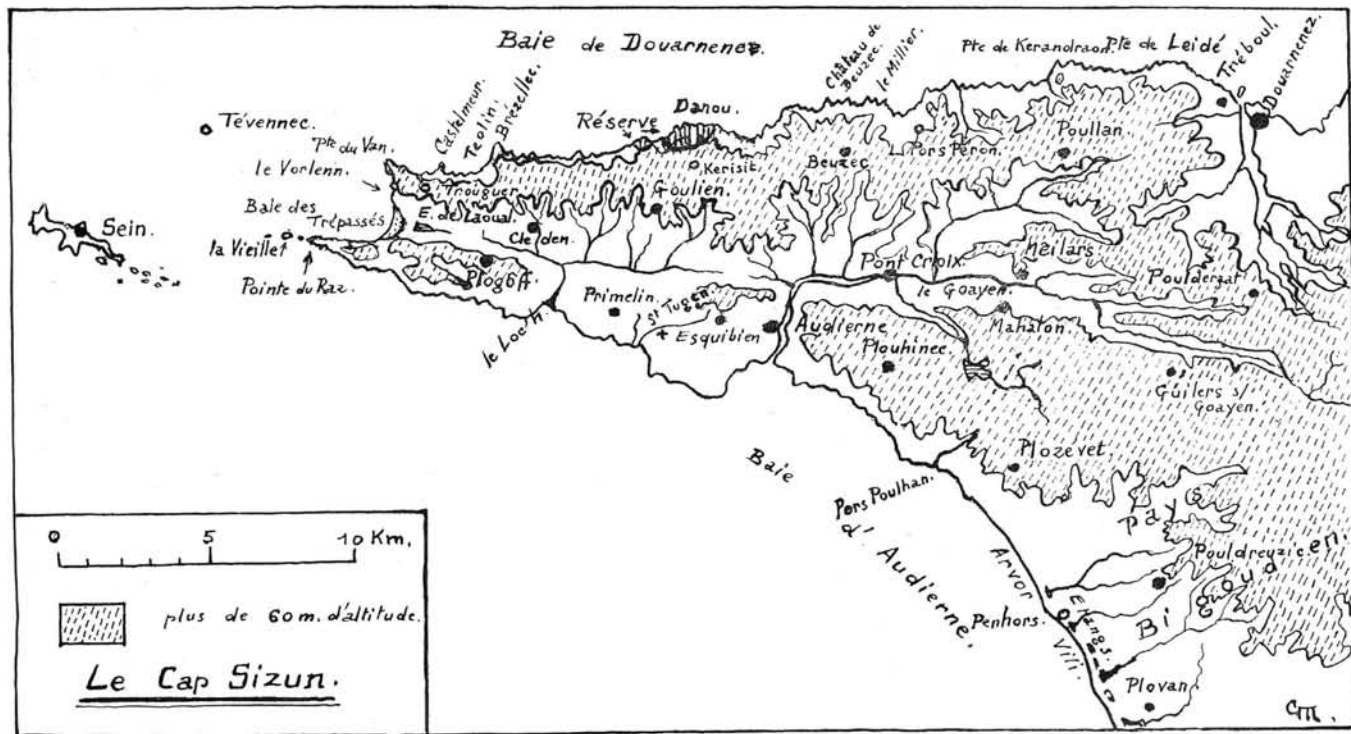 Baie de Douarnenez.
Château de
Beuzec.
le Millier.
Pte de Kerandraon.
Pte de Leidé
Tréboul.
Douarnenez.
Tévennec.
Castelmeur.
Teolin.
Brézellec.
Réserve
Danou.
Pte du Van.
le Vorlenn.
Trouguer
Kerisit
Goulien
Beuzec
Pors Péron.
Poullan
Sein.
Baie des
Trépassés
E. de Laoual.
Cleden.
la Vieille
Plogoff
Pointe du Raz.
le Loc'h.
Primelin.
St Tugen
Esquibien
Audierne
Pont Croix.
le Goayen.
Meilars
Mahalon.
Pouldergat
Plouhinec.
Guilers s/
Goayen.
Plozevet.
Baie
d'Audierne.
Pors Poulhan.
Pays
Bigouden.
Pouldreuzic
Arvor
Vili
Penhors.
Etangs.
Plovan.
0 5 10 Km.
plus de 60 m. d'altitude.
Le Cap Sizun.
CM.